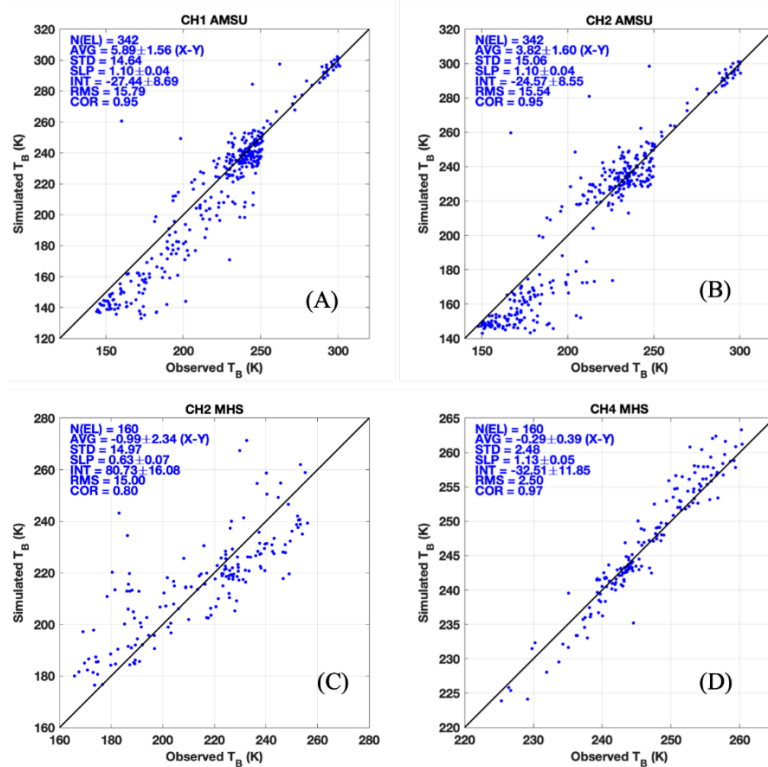 CH1 AMSU
N(EL) = 342
AVG = 5.89±1.56 (X-Y)
STD = 14.64
SLP = 1.10±0.04
INT = -27.44±8.69
RMS = 15.79
COR = 0.95
320
300
280
260
240
220
200
180
160
140
120
Simulated T_B (K)
(A)
150 200 250 300
Observed T_B (K)
CH2 AMSU
N(EL) = 342
AVG = 3.82±1.60 (X-Y)
STD = 15.06
SLP = 1.10±0.04
INT = -24.57±8.55
RMS = 15.54
COR = 0.95
320
300
280
260
240
220
200
180
160
140
Simulated T_B (K)
(B)
150 200 250 300
Observed T_B (K)
CH2 MHS
N(EL) = 160
AVG = -0.99±2.34 (X-Y)
STD = 14.97
SLP = 0.63±0.07
INT = 80.73±16.08
RMS = 15.00
COR = 0.80
280
260
240
220
200
180
160
Simulated T_B (K)
(C)
160 180 200 220 240 260 280
Observed T_B (K)
CH4 MHS
N(EL) = 160
AVG = -0.29±0.39 (X-Y)
STD = 2.48
SLP = 1.13±0.05
INT = -32.51±11.85
RMS = 2.50
COR = 0.97
265
260
255
250
245
240
235
230
225
220
Simulated T_B (K)
(D)
220 230 240 250 260
Observed T_B (K)